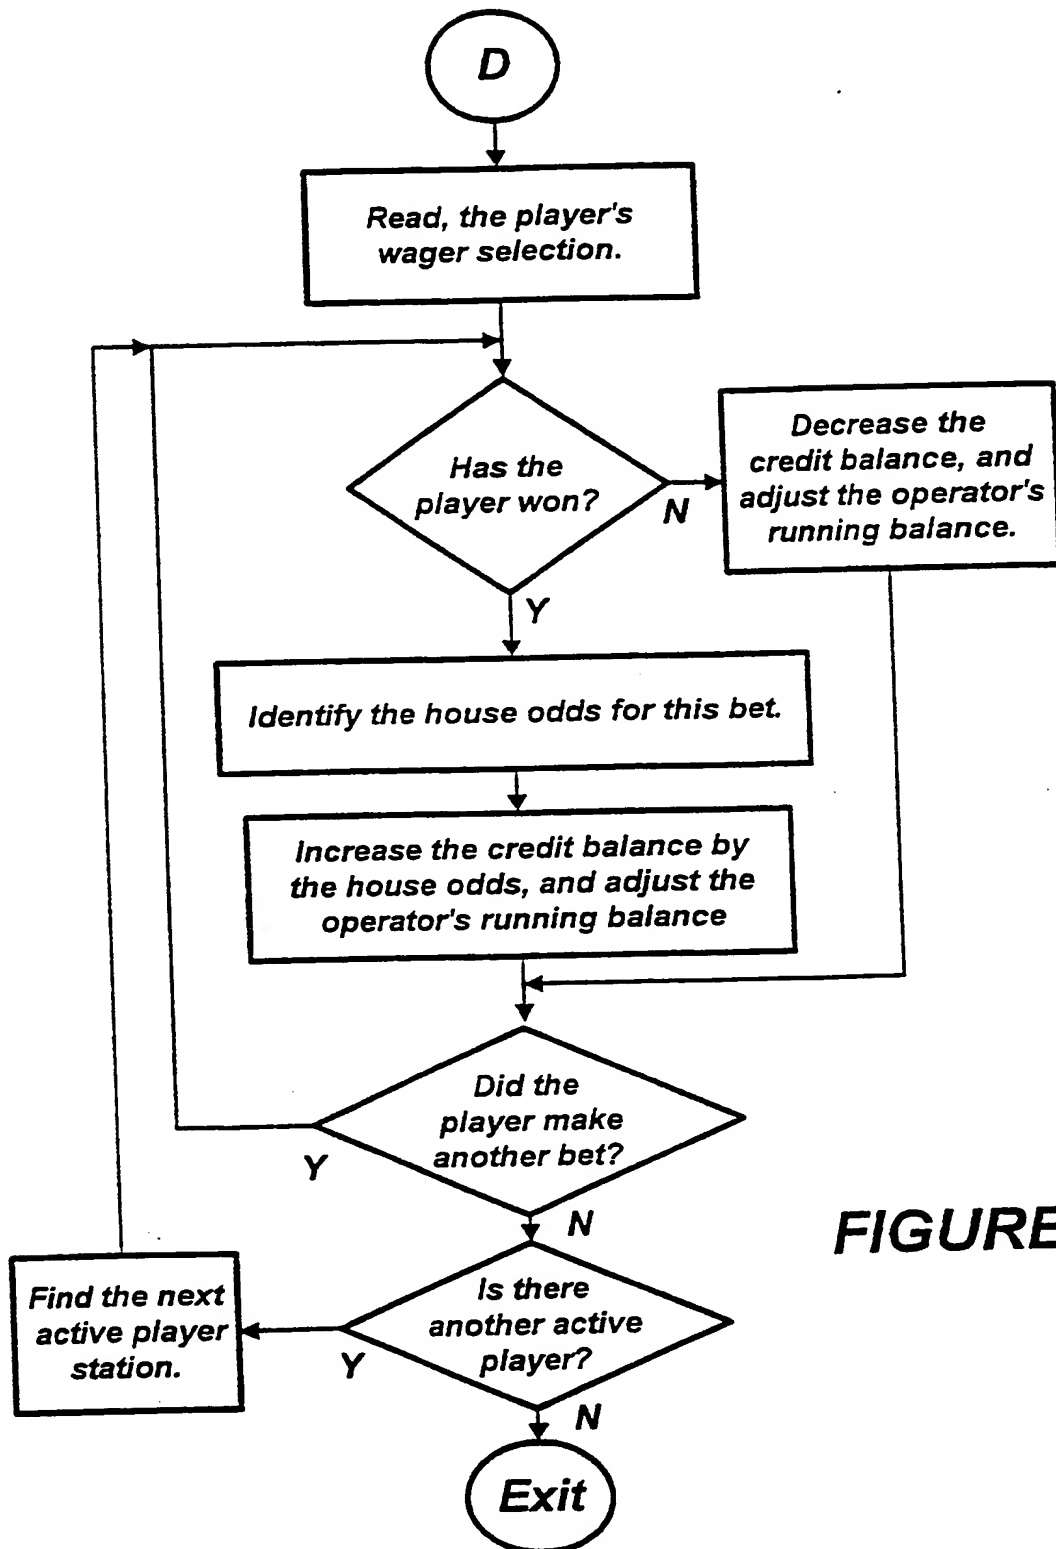 D
Read, the player's
wager selection.
Has the
player won?
N
Decrease the
credit balance, and
adjust the operator's
running balance.
Y
Identify the house odds for this bet.
Increase the credit balance by
the house odds, and adjust the
operator's running balance
Did the
player make
another bet?
Y
N
FIGURE
Find the next
active player
station.
Is there
another active
player?
Y
N
Exit